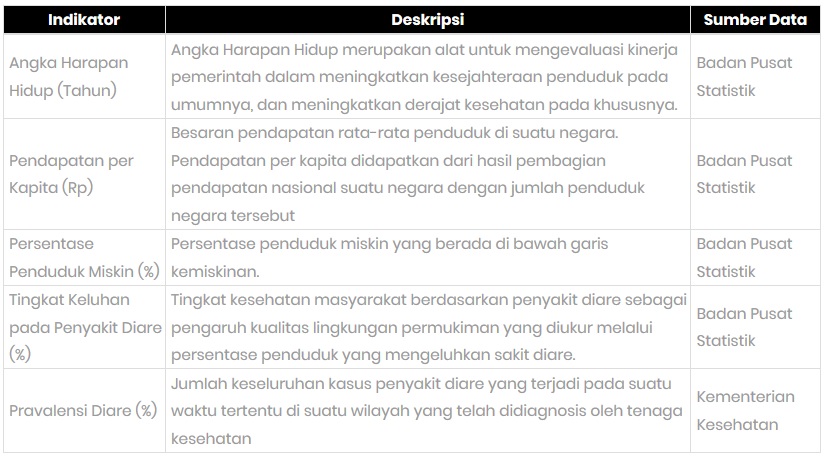 Indikator Deskripsi Sumber Data
Angka Harapan
Hidup (Tahun)
Angka Harapan Hidup merupakan alat untuk mengevaluasi kinerja
pemerintah dalam meningkatkan kesejahteraan penduduk pada
umumnya, dan meningkatkan derajat kesehatan pada khususnya.
Badan Pusat
Statistik
Pendapatan per
Kapita (Rp)
Besaran pendapatan rata-rata penduduk di suatu negara.
Pendapatan per kapita didapatkan dari hasil pembagian
pendapatan nasional suatu negara dengan jumlah penduduk
negara tersebut
Badan Pusat
Statistik
Persentase
Penduduk Miskin (%)
Persentase penduduk miskin yang berada di bawah garis
kemiskinan.
Badan Pusat
Statistik
Tingkat Keluhan
pada Penyakit Diare
(%)
Tingkat kesehatan masyarakat berdasarkan penyakit diare sebagai
pengaruh kualitas lingkungan permukiman yang diukur melalui
persentase penduduk yang mengeluhkan sakit diare.
Badan Pusat
Statistik
Pravalensi Diare (%)
Jumlah keseluruhan kasus penyakit diare yang terjadi pada suatu
waktu tertentu di suatu wilayah yang telah didiagnosis oleh tenaga
kesehatan
Kementerian
Kesehatan